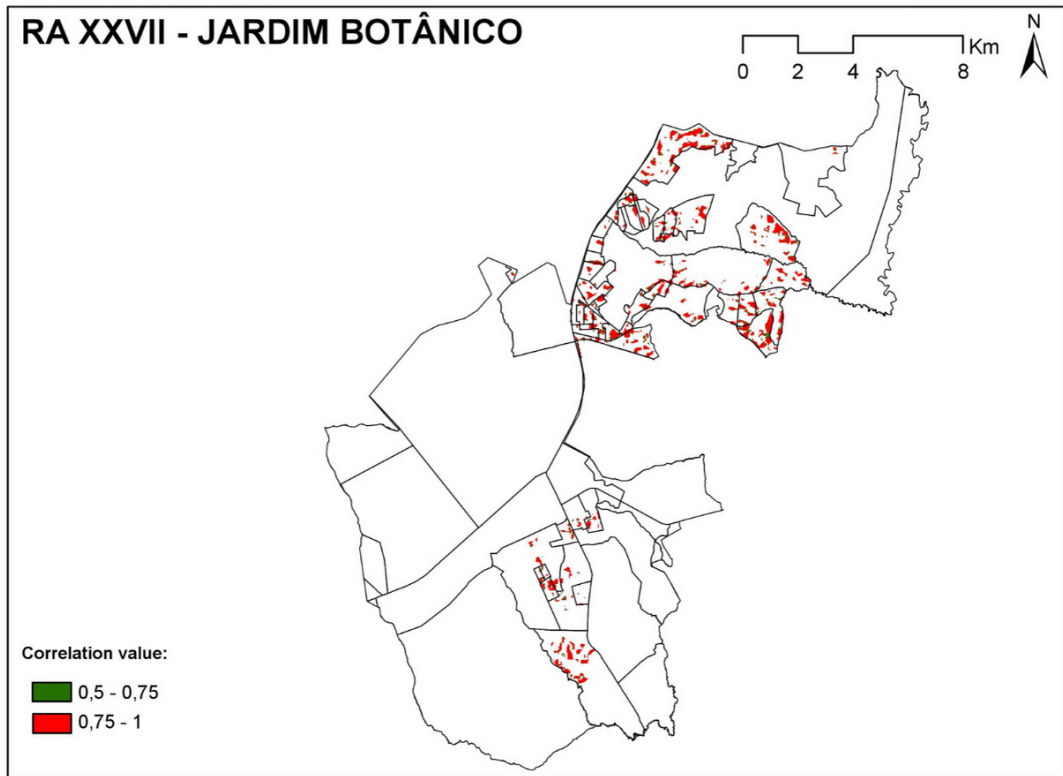 RA XXVII - JARDIM BOTÂNICO
N
Km
0 2 4 8
Correlation value:
0,5 - 0,75
0,75 - 1